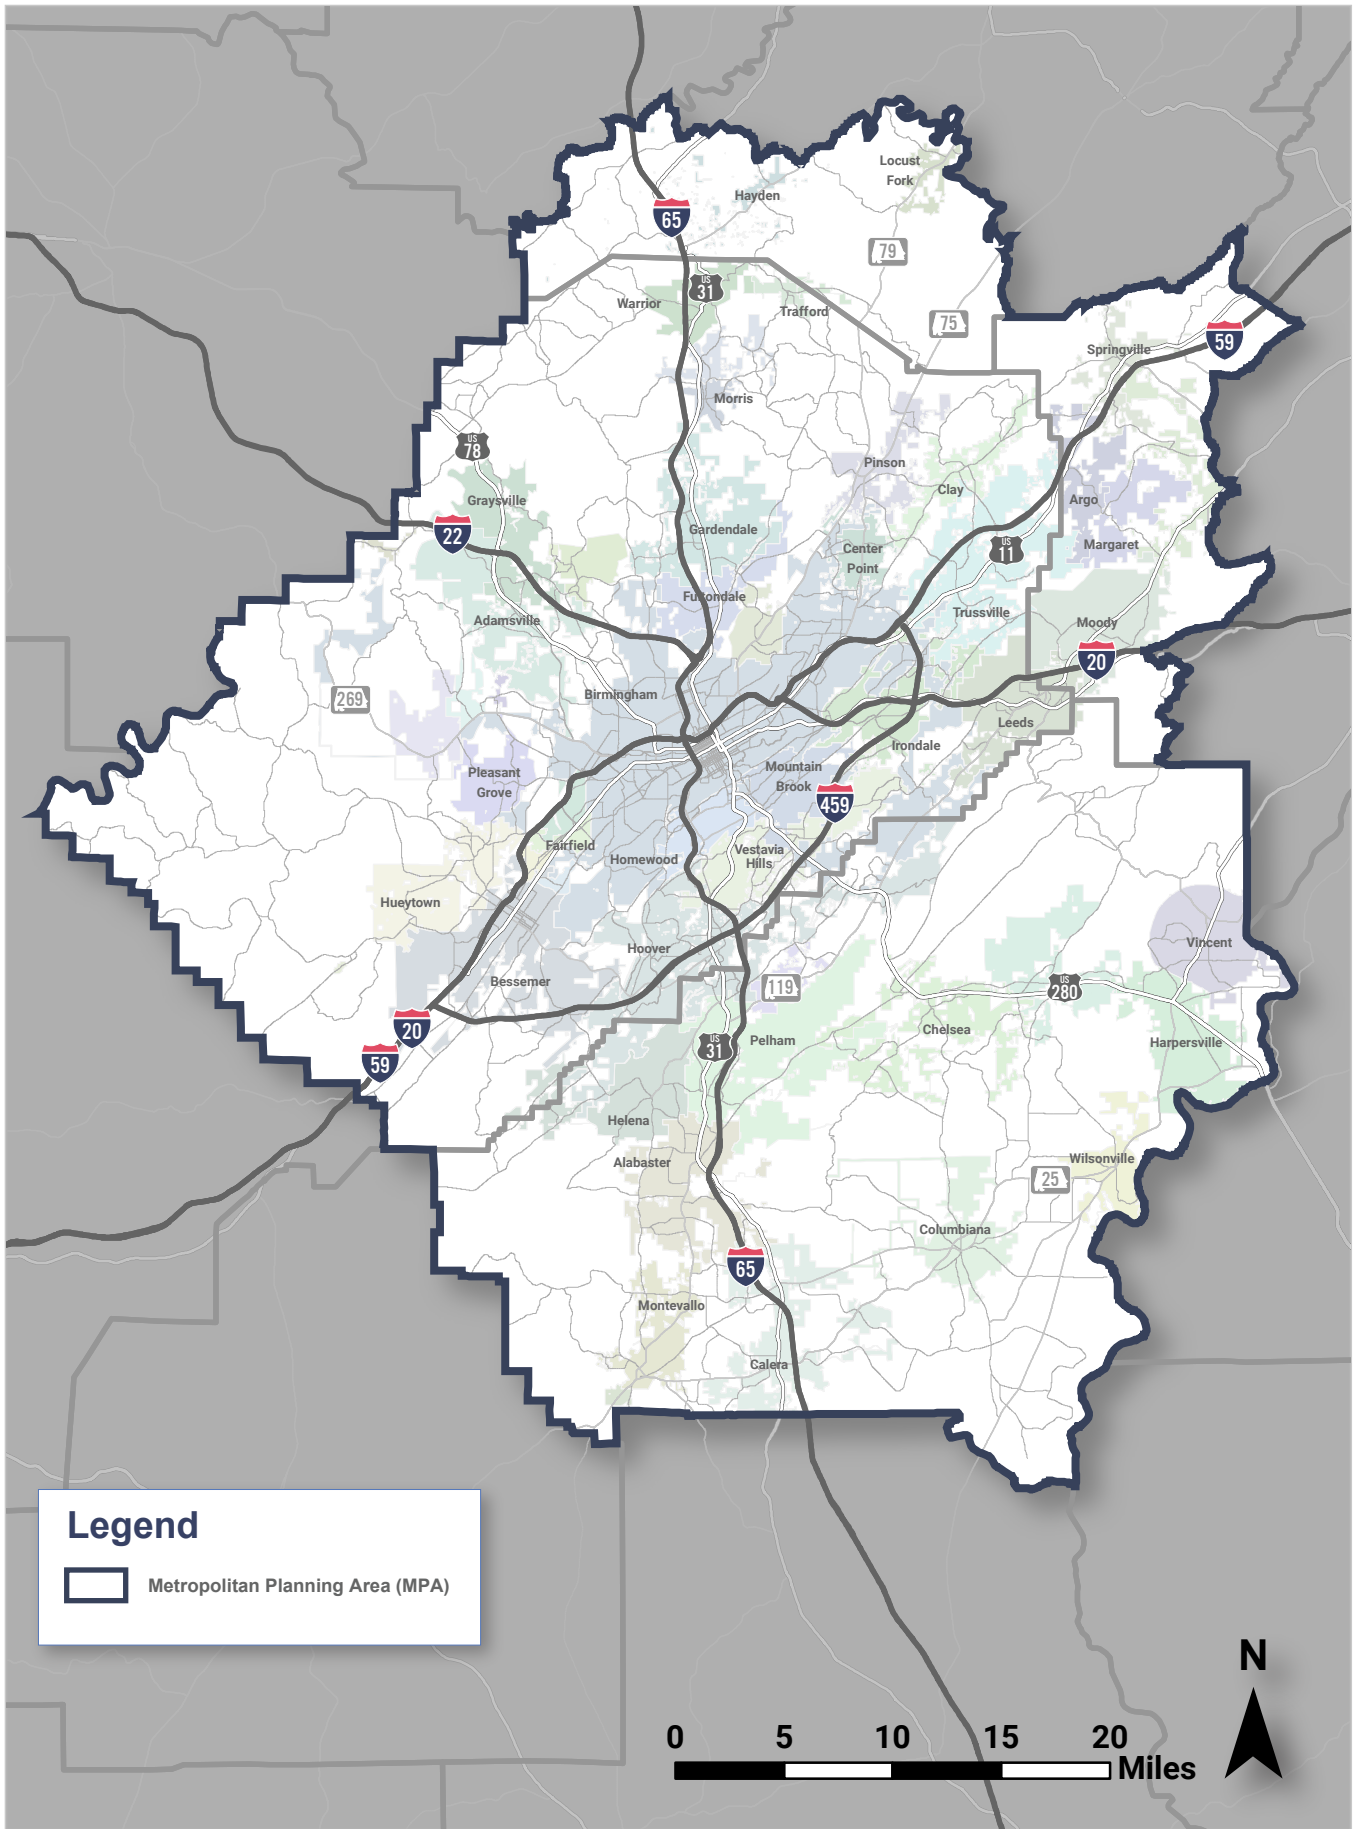 Locust
Fork
Hayden
65
79
US
31
Warrior
Trafford
75
59
Springville
Morris
US
78
Pinson
Clay
Graysville
Argo
22
Gardendale
US
11
Center
Point
Margaret
Fultondale
Adamsville
Trussville
Moody
20
Birmingham
269
Leeds
Irondale
Pleasant
Grove
Mountain
Brook
459
Fairfield
Homewood
Vestavia
Hills
Hueytown
Vincent
Hoover
Bessemer
119
US
280
20
Chelsea
59
US
31
Pelham
Harpersville
Helena
Alabaster
Wilsonville
25
Columbiana
65
Montevallo
Calera
Legend
Metropolitan Planning Area (MPA)
N
0 5 10 15 20
Miles